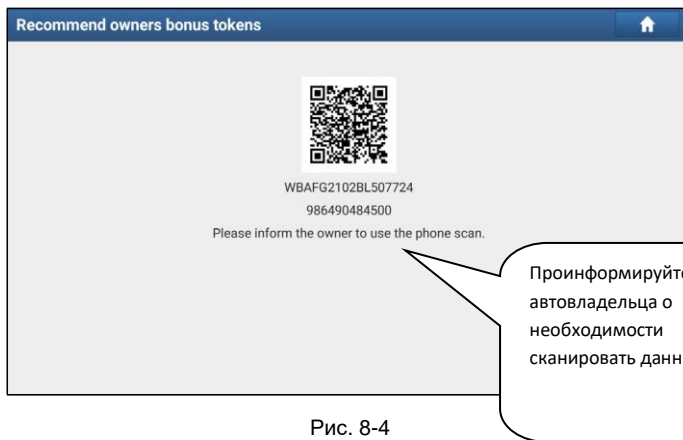 Recommend owners bonus tokens
WBAFG2102BL507724
986490484500
Please inform the owner to use the phone scan.
Проинформируйте
автовладельца о
необходимости
сканировать
Рис. 8-4